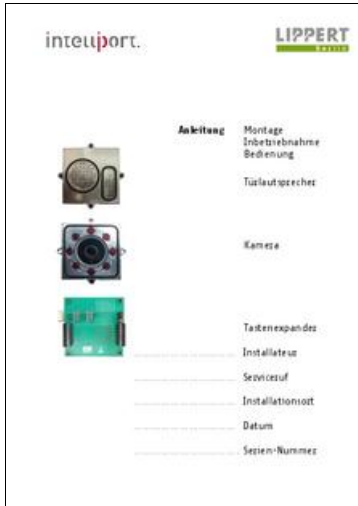 intelliport.
LIPPERT
berlin
Anleitung
Montage
Inbetriebnahme
Bedienung
Türlautsprecher
Kamera
Tastenexpander
Installateur
Serviceruf
Installationsort
Datum
Serien-Nummer